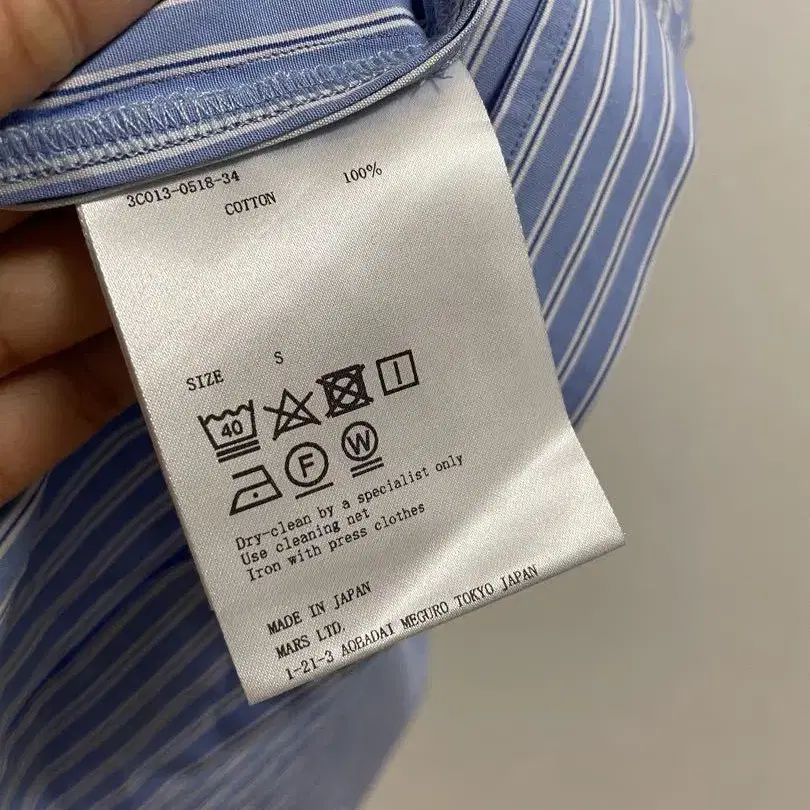 3C013-0518-34
COTTON 100%
SIZE S
40
F W
Dry-clean by a specialist only
Use cleaning net
Iron with press clothes
MADE IN JAPAN
MARS LTD.
1-21-3 AOBADAI MEGURO TOKYO JAPAN